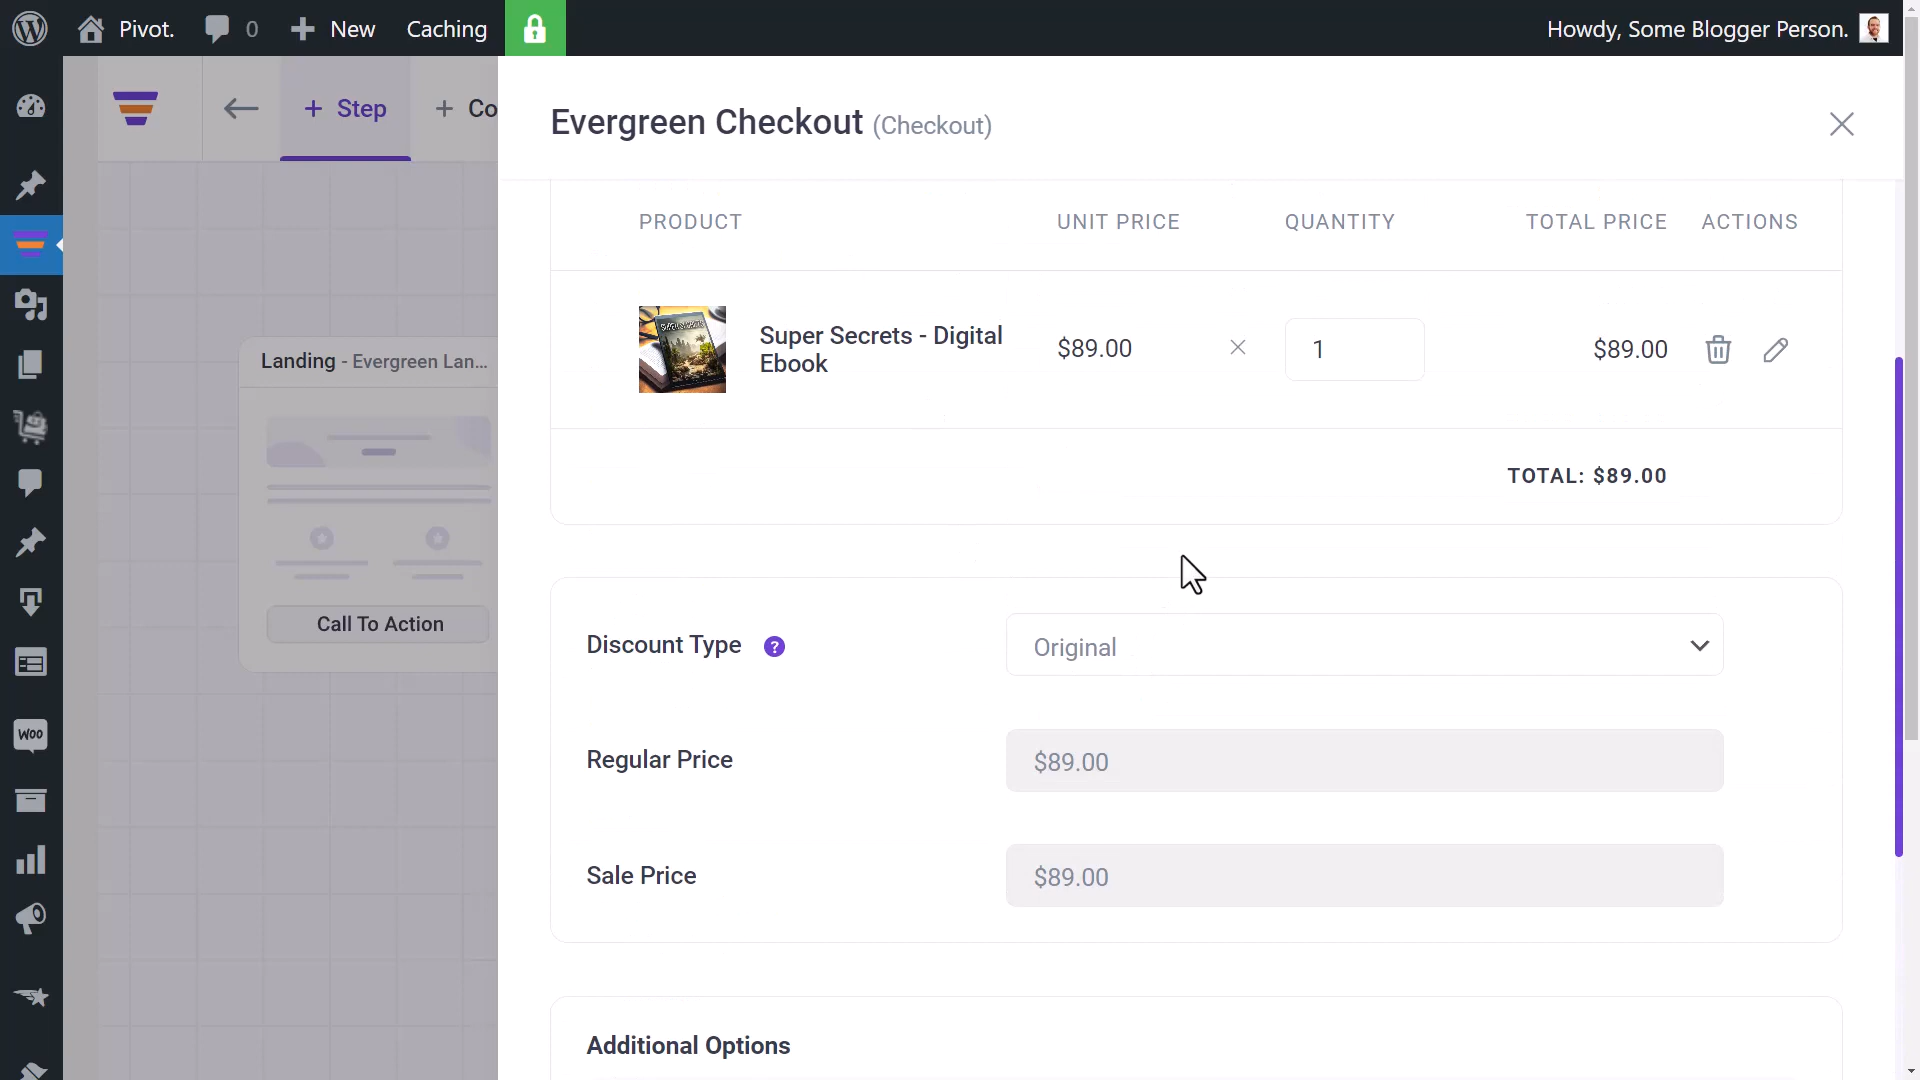 Pivot.
0
New
Caching
Howdy, Some Blogger Person.
Step
Co
Evergreen Checkout (Checkout)
PRODUCT
UNIT PRICE
QUANTITY
TOTAL PRICE
ACTIONS
Super Secrets - Digital
Ebook
$89.00
1
$89.00
TOTAL: $89.00
Landing - Evergreen Lan...
Call To Action
Discount Type ?
Original
Regular Price
$89.00
Sale Price
$89.00
Additional Options
WOO